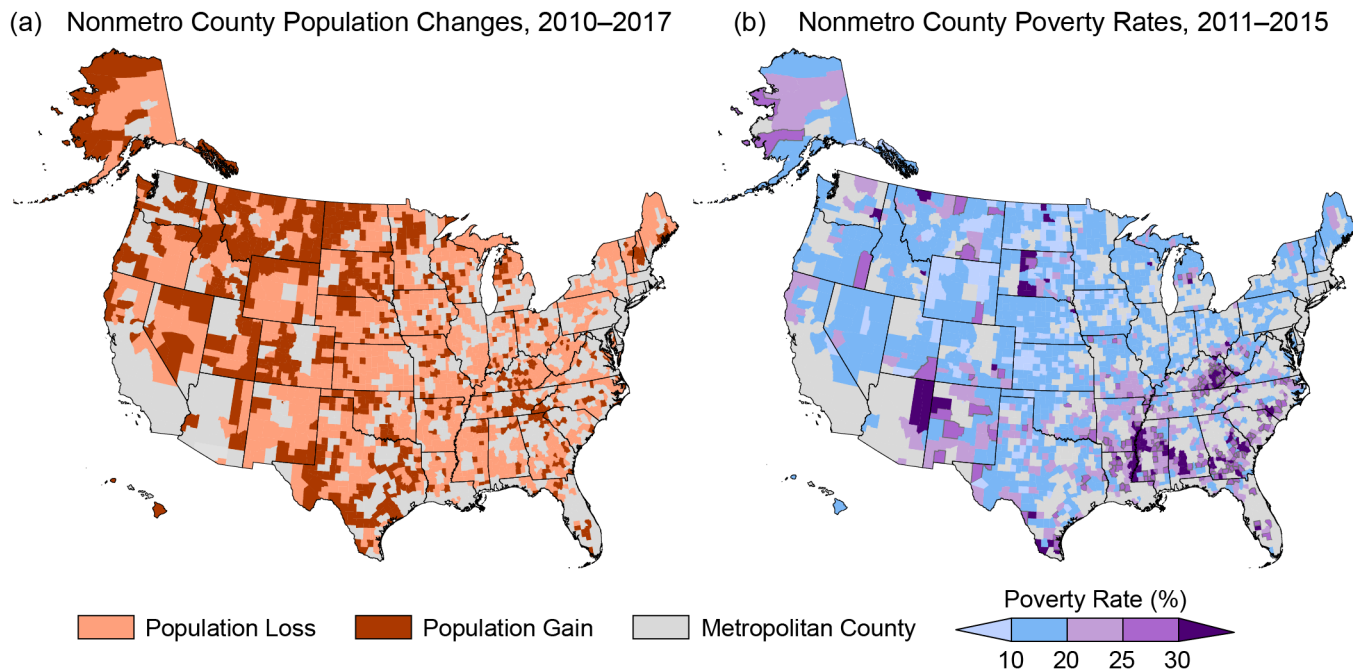 (a) Nonmetro County Population Changes, 2010–2017
(b) Nonmetro County Poverty Rates, 2011–2015
Population Loss
Population Gain
Metropolitan County
Poverty Rate (%)
10 20 25 30